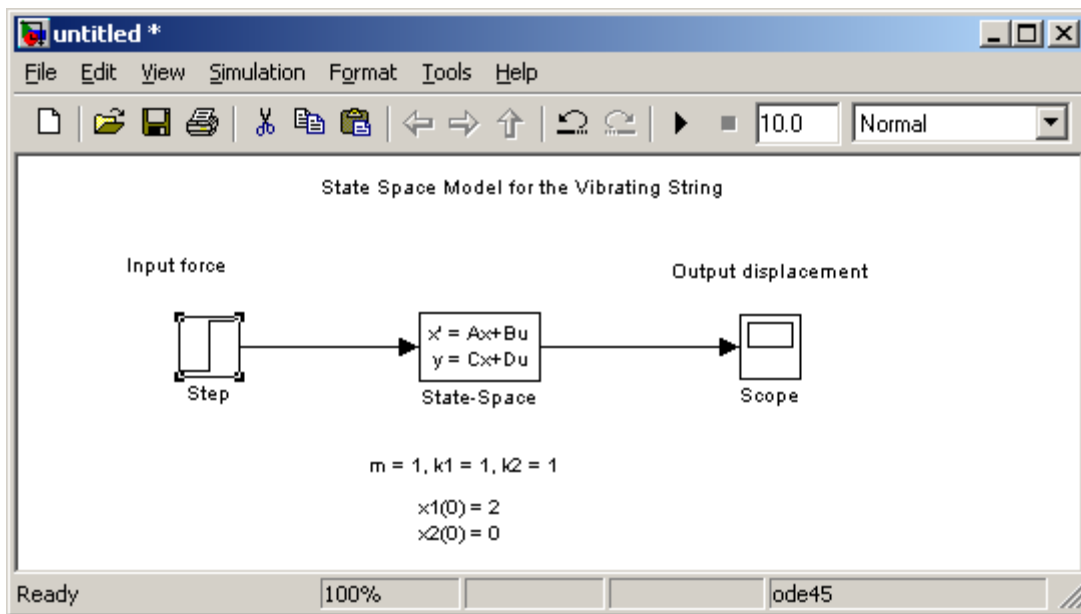 untitled *
File Edit View Simulation Format Tools Help
10.0 Normal
State Space Model for the Vibrating String
Input force
Output displacement
x' = Ax+Bu
y = Cx+Du
Step
State-Space
Scope
m = 1, k1 = 1, k2 = 1
x1(0) = 2
x2(0) = 0
Ready 100% ode45